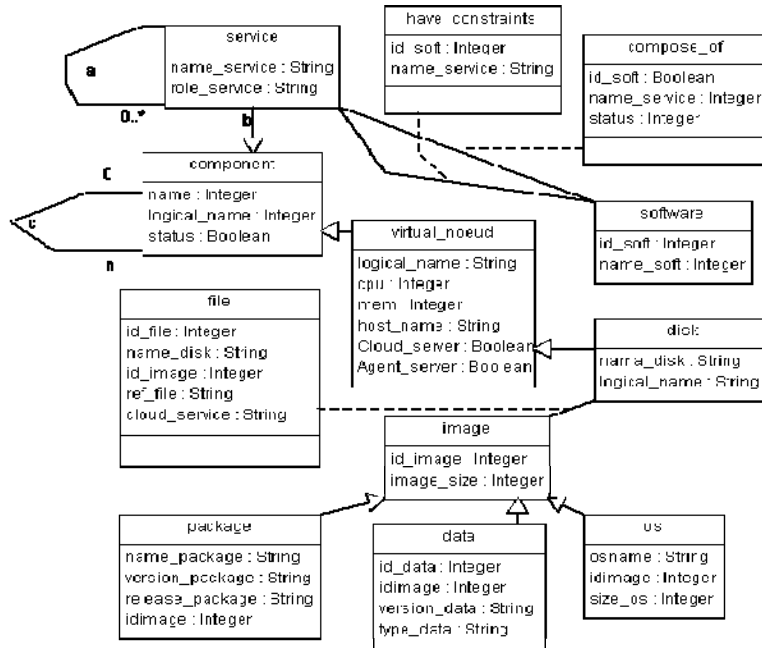 service
name_service : String
role_service : String
a
0..*
b
have_constraints
id_soft : Integer
name_service : String
compose_of
id_soft : Boolean
name_service : Integer
status : Integer
component
name : Integer
logical_name : Integer
status : Boolean
C
c
n
virtual_noeud
logical_name : String
cpu : Integer
mem : Integer
host_name : String
Cloud_server : Boolean
Agent_server : Boolean
software
id_soft : Integer
name_soft : Integer
file
id_file : Integer
name_disk : String
id_image : Integer
ref_file : String
cloud_service : String
disk
nama_disk : String
logical_name : String
image
id_image : Integer
image_size : Integer
package
name_package : String
version_package : String
release_package : String
idimage : Integer
data
id_data : Integer
idimage : Integer
version_data : String
type_data : String
os
osname : String
idimage : Integer
size_os : Integer